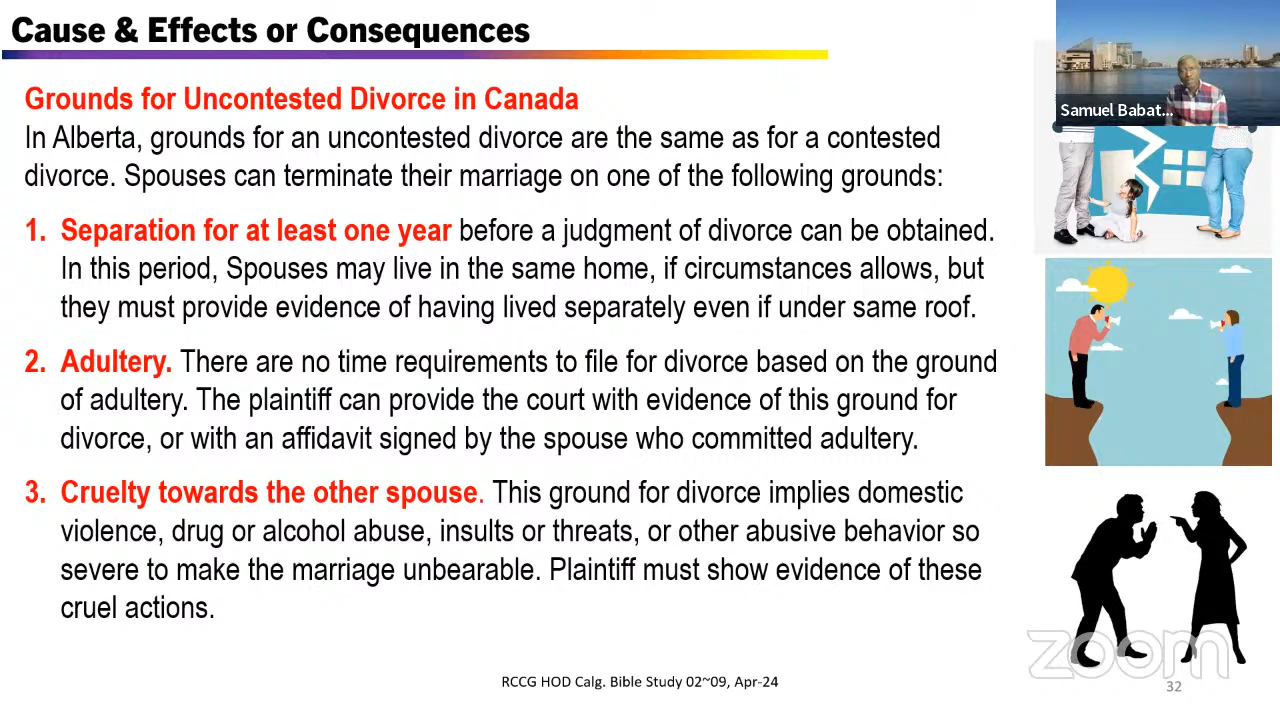 Cause & Effects or Consequences
Grounds for Uncontested Divorce in Canada
In Alberta, grounds for an uncontested divorce are the same as for a contested
divorce. Spouses can terminate their marriage on one of the following grounds:
1. Separation for at least one year before a judgment of divorce can be obtained.
In this period, Spouses may live in the same home, if circumstances allows, but
they must provide evidence of having lived separately even if under same roof.
2. Adultery. There are no time requirements to file for divorce based on the ground
of adultery. The plaintiff can provide the court with evidence of this ground for
divorce, or with an affidavit signed by the spouse who committed adultery.
3. Cruelty towards the other spouse. This ground for divorce implies domestic
violence, drug or alcohol abuse, insults or threats, or other abusive behavior so
severe to make the marriage unbearable. Plaintiff must show evidence of these
cruel actions.
Samuel Babat...
zoom
RCCG HOD Calg. Bible Study 02~09, Apr-24
32